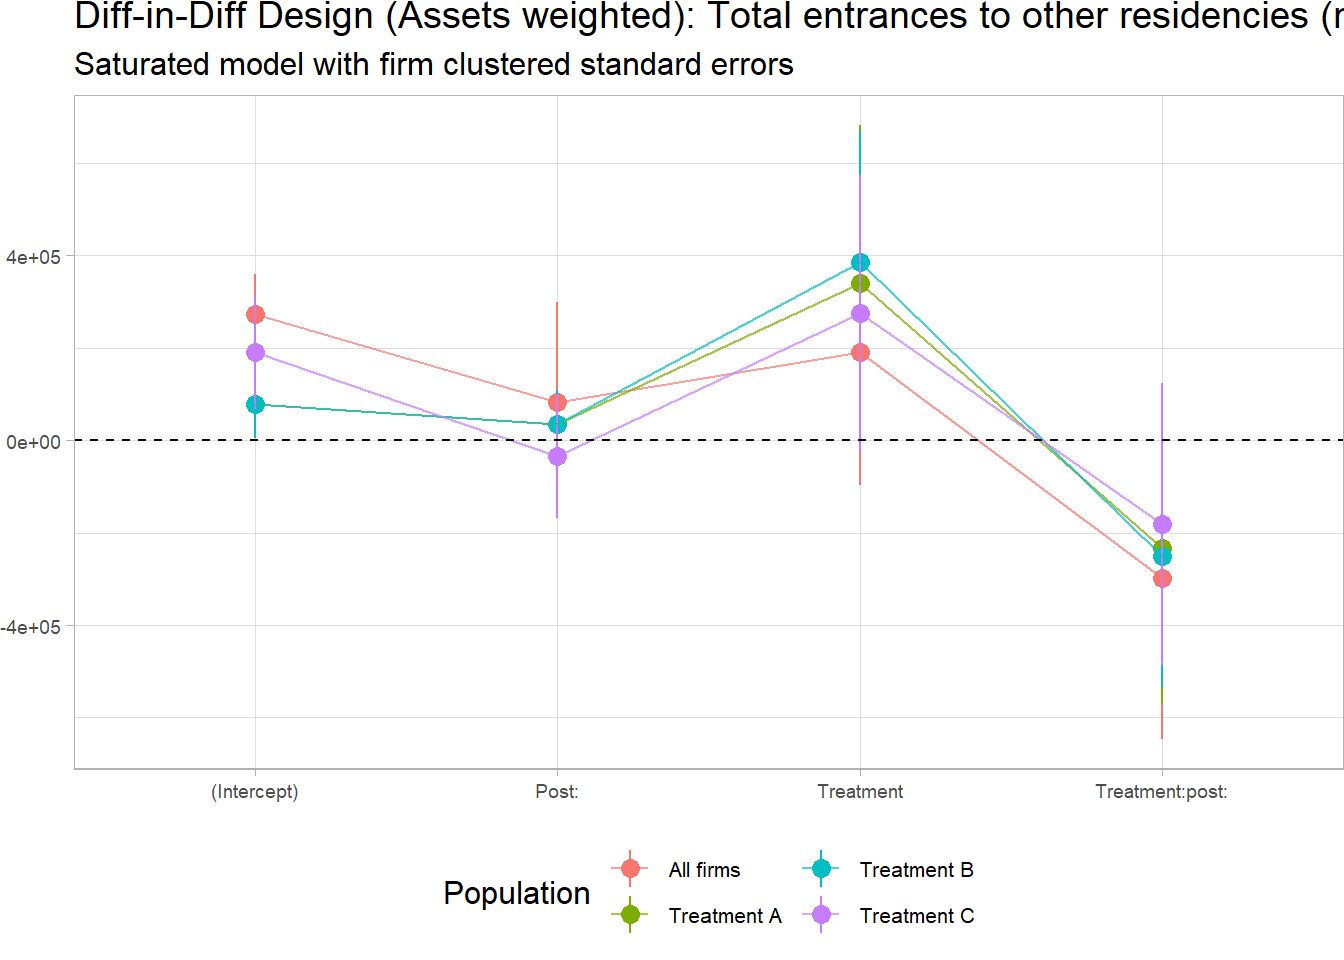 Diff-in-Diff Design (Assets weighted): Total entrances to other residencies (
Saturated model with firm clustered standard errors
4e+05
0e+00
-4e+05
(Intercept) Post: Treatment Treatment:post:
Population
All firms Treatment B
Treatment A Treatment C